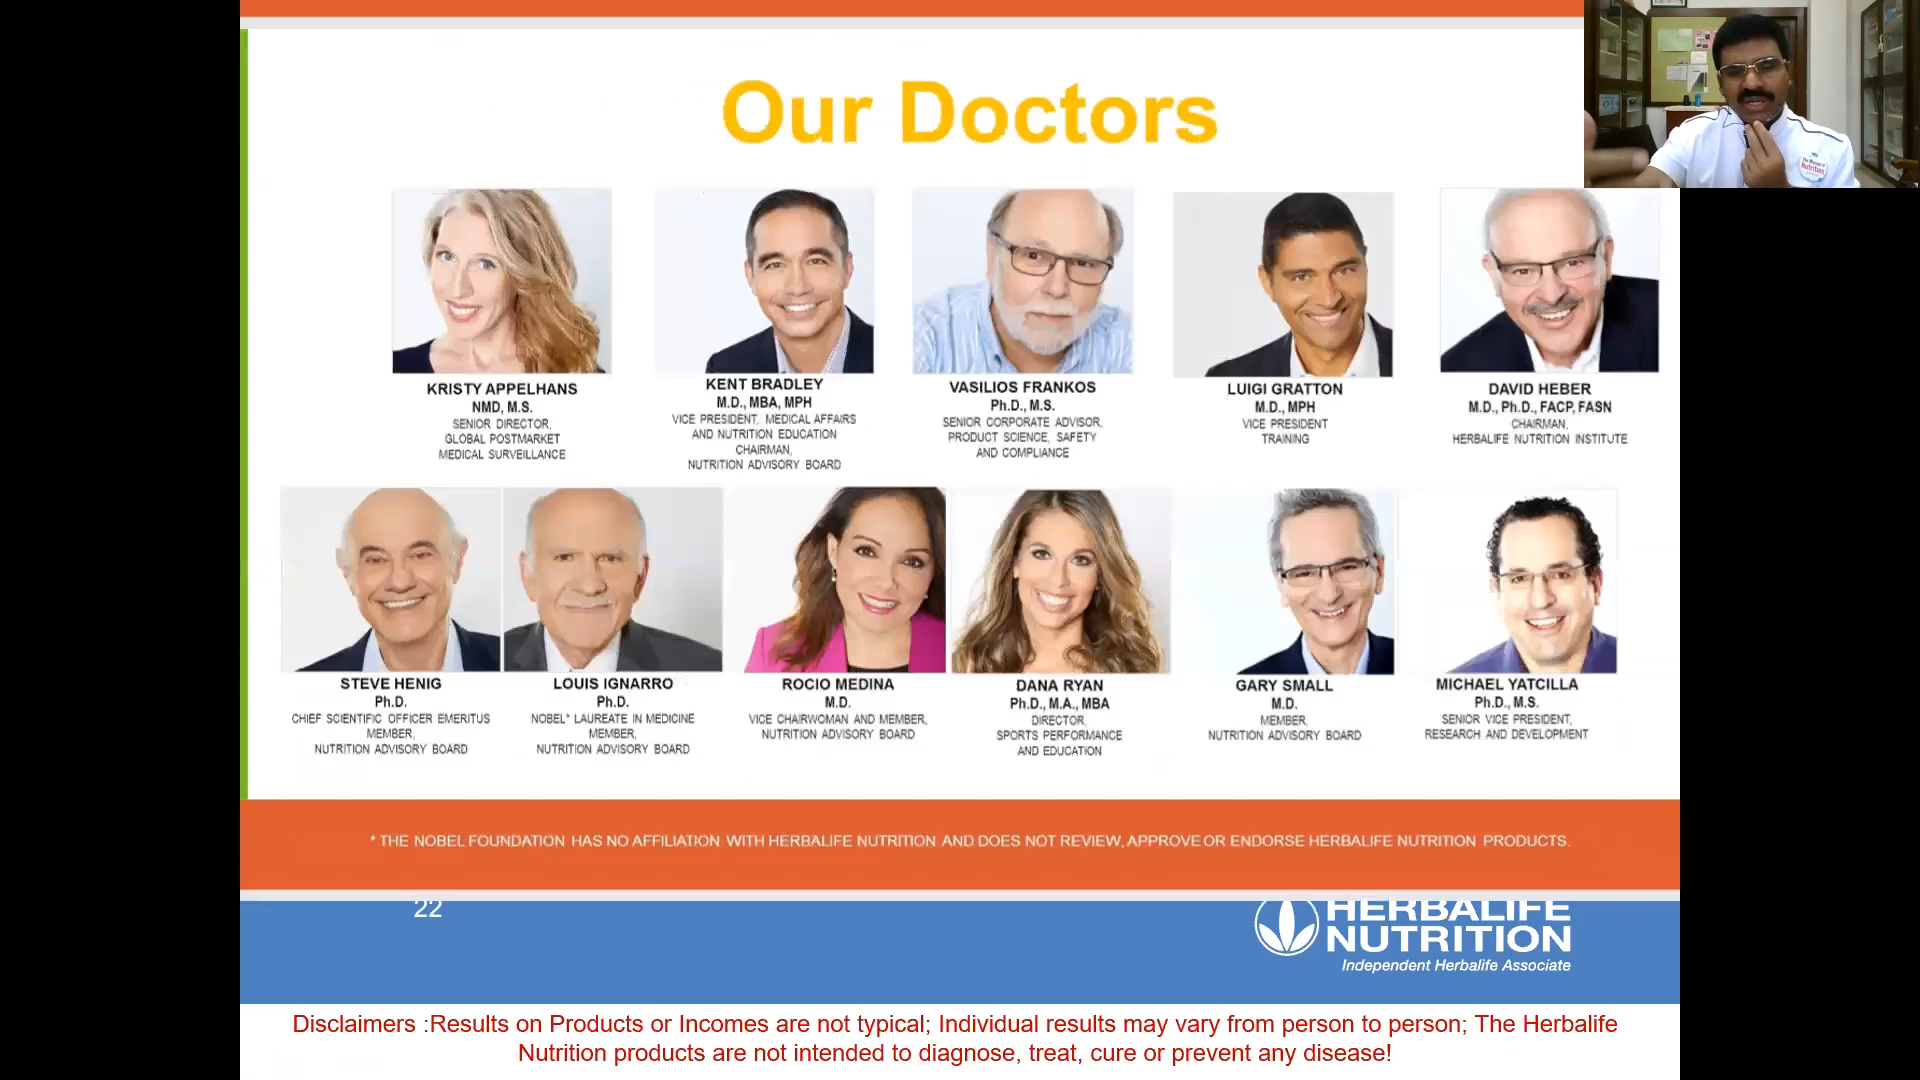 Our Doctors
KRISTY APPELHANS
NMD, M.S.
SENIOR DIRECTOR,
GLOBAL POSTMARKET
MEDICAL SURVEILLANCE
KENT BRADLEY
M.D., MBA, MPH
VICE PRESIDENT, MEDICAL AFFAIRS
AND NUTRITION EDUCATION
CHAIRMAN,
NUTRITION ADVISORY BOARD
VASILIOS FRANKOS
Ph.D., M.S.
SENIOR CORPORATE ADVISOR,
PRODUCT SCIENCE, SAFETY
AND COMPLIANCE
LUIGI GRATTON
M.D., MPH
VICE PRESIDENT
TRAINING
DAVID HEBER
M.D., Ph.D., FACP, FASN
CHAIRMAN,
HERBALIFE NUTRITION INSTITUTE
STEVE HENIG
Ph.D.
CHIEF SCIENTIFIC OFFICER EMERITUS
MEMBER,
NUTRITION ADVISORY BOARD
LOUIS IGNARRO
Ph.D.
NOBEL* LAUREATE IN MEDICINE
MEMBER,
NUTRITION ADVISORY BOARD
ROCIO MEDINA
M.D.
VICE CHAIRWOMAN AND MEMBER,
NUTRITION ADVISORY BOARD
DANA RYAN
Ph.D., M.A., MBA
DIRECTOR,
SPORTS PERFORMANCE
AND EDUCATION
GARY SMALL
M.D.
MEMBER,
NUTRITION ADVISORY BOARD
MICHAEL YATCILLA
Ph.D., M.S.
SENIOR VICE PRESIDENT,
RESEARCH AND DEVELOPMENT
* THE NOBEL FOUNDATION HAS NO AFFILIATION WITH HERBALIFE NUTRITION AND DOES NOT REVIEW, APPROVE OR ENDORSE HERBALIFE NUTRITION PRODUCTS.
22
HERBALIFE
NUTRITION
Independent Herbalife Associate
Disclaimers :Results on Products or Incomes are not typical; Individual results may vary from person to person; The Herbalife
Nutrition products are not intended to diagnose, treat, cure or prevent any disease!